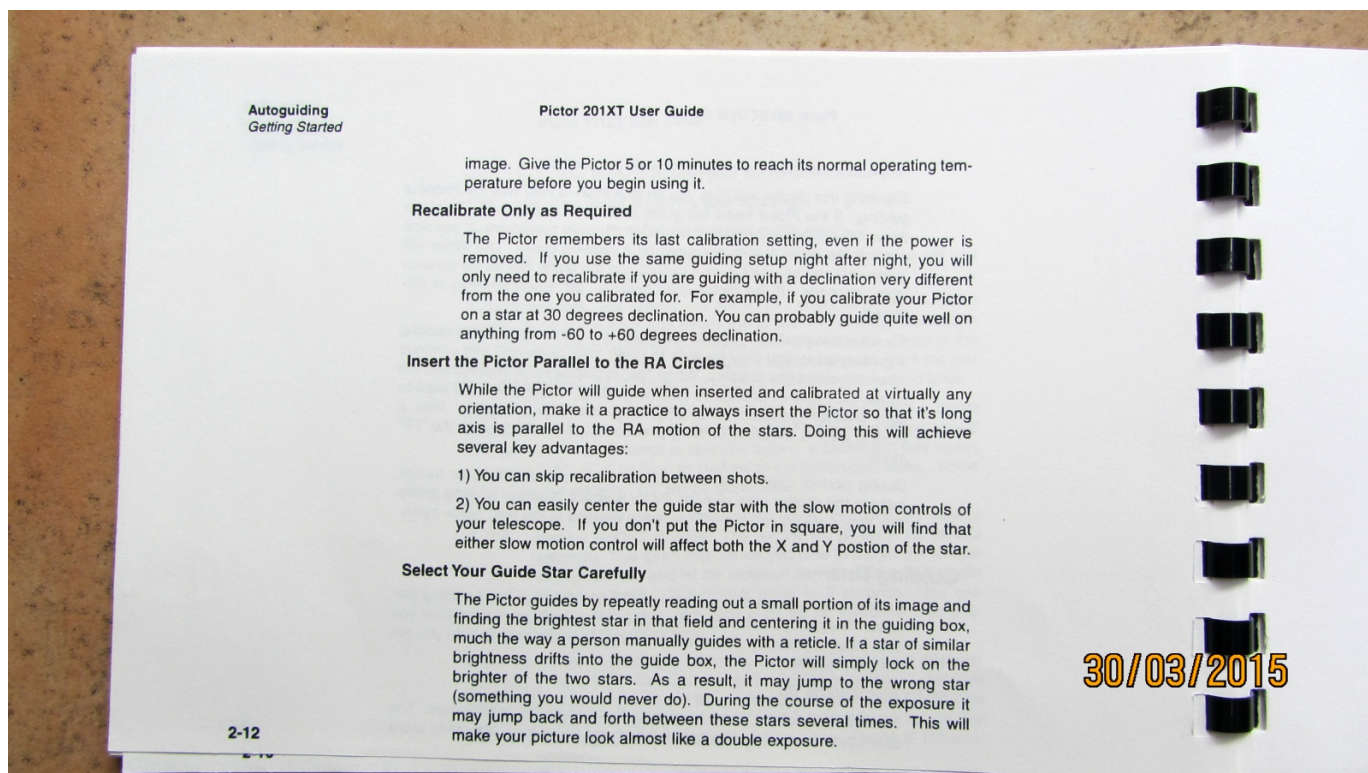 Autoguiding
Getting Started
Pictor 201XT User Guide
image. Give the Pictor 5 or 10 minutes to reach its normal operating tem-
perature before you begin using it.
Recalibrate Only as Required
The Pictor remembers its last calibration setting, even if the power is
removed. If you use the same guiding setup night after night, you will
only need to recalibrate if you are guiding with a declination very different
from the one you calibrated for. For example, if you calibrate your Pictor
on a star at 30 degrees declination. You can probably guide quite well on
anything from -60 to +60 degrees declination.
Insert the Pictor Parallel to the RA Circles
While the Pictor will guide when inserted and calibrated at virtually any
orientation, make it a practice to always insert the Pictor so that it's long
axis is parallel to the RA motion of the stars. Doing this will achieve
several key advantages:
1) You can skip recalibration between shots.
2) You can easily center the guide star with the slow motion controls of
your telescope. If you don't put the Pictor in square, you will find that
either slow motion control will affect both the X and Y postion of the star.
Select Your Guide Star Carefully
The Pictor guides by repeatly reading out a small portion of its image and
finding the brightest star in that field and centering it in the guiding box,
much the way a person manually guides with a reticle. If a star of similar
brightness drifts into the guide box, the Pictor will simply lock on the
brighter of the two stars. As a result, it may jump to the wrong star
(something you would never do). During the course of the exposure it
may jump back and forth between these stars several times. This will
make your picture look almost like a double exposure.
2-12
30/03/2015